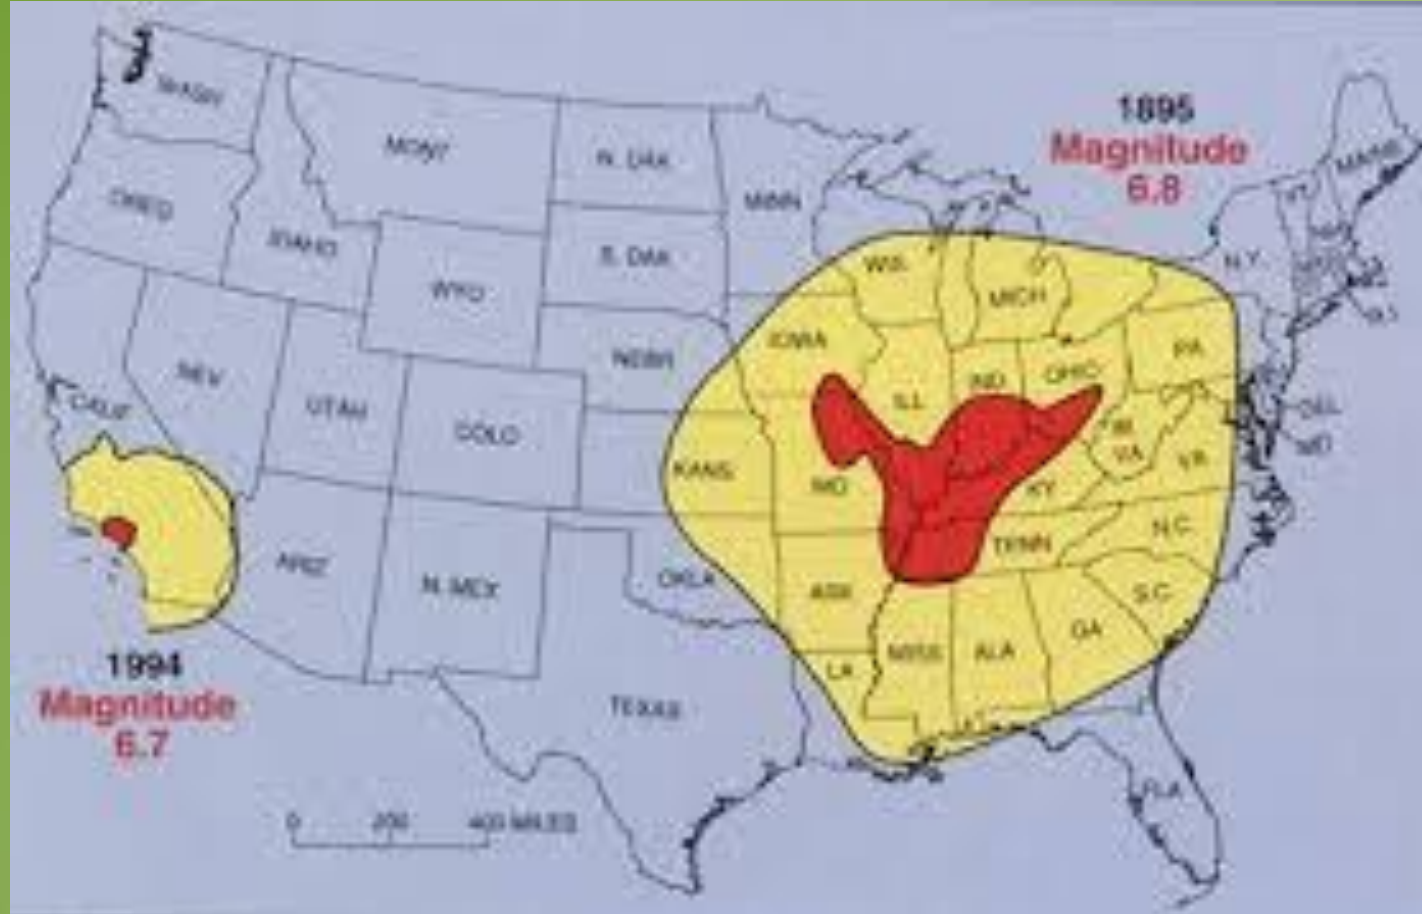 WASH
MONT
N. DAK
MINN
1895
Magnitude
6.8
MAINE
VT
OREG
IDAHO
S. DAK
WYO
WIS
MICH
N.Y.
NEV
UTAH
COLO
NEBR
IOWA
ILL
IND
OHIO
PA
CALIF
KANS
MO
KY
W.
VA
VA
DEL
MD
ARIZ
N. MEX
OKLA
ARK
TENN
N.C.
S.C.
1994
Magnitude
6.7
TEXAS
LA
MISS
ALA
GA
FLA
0 200 400 MILES